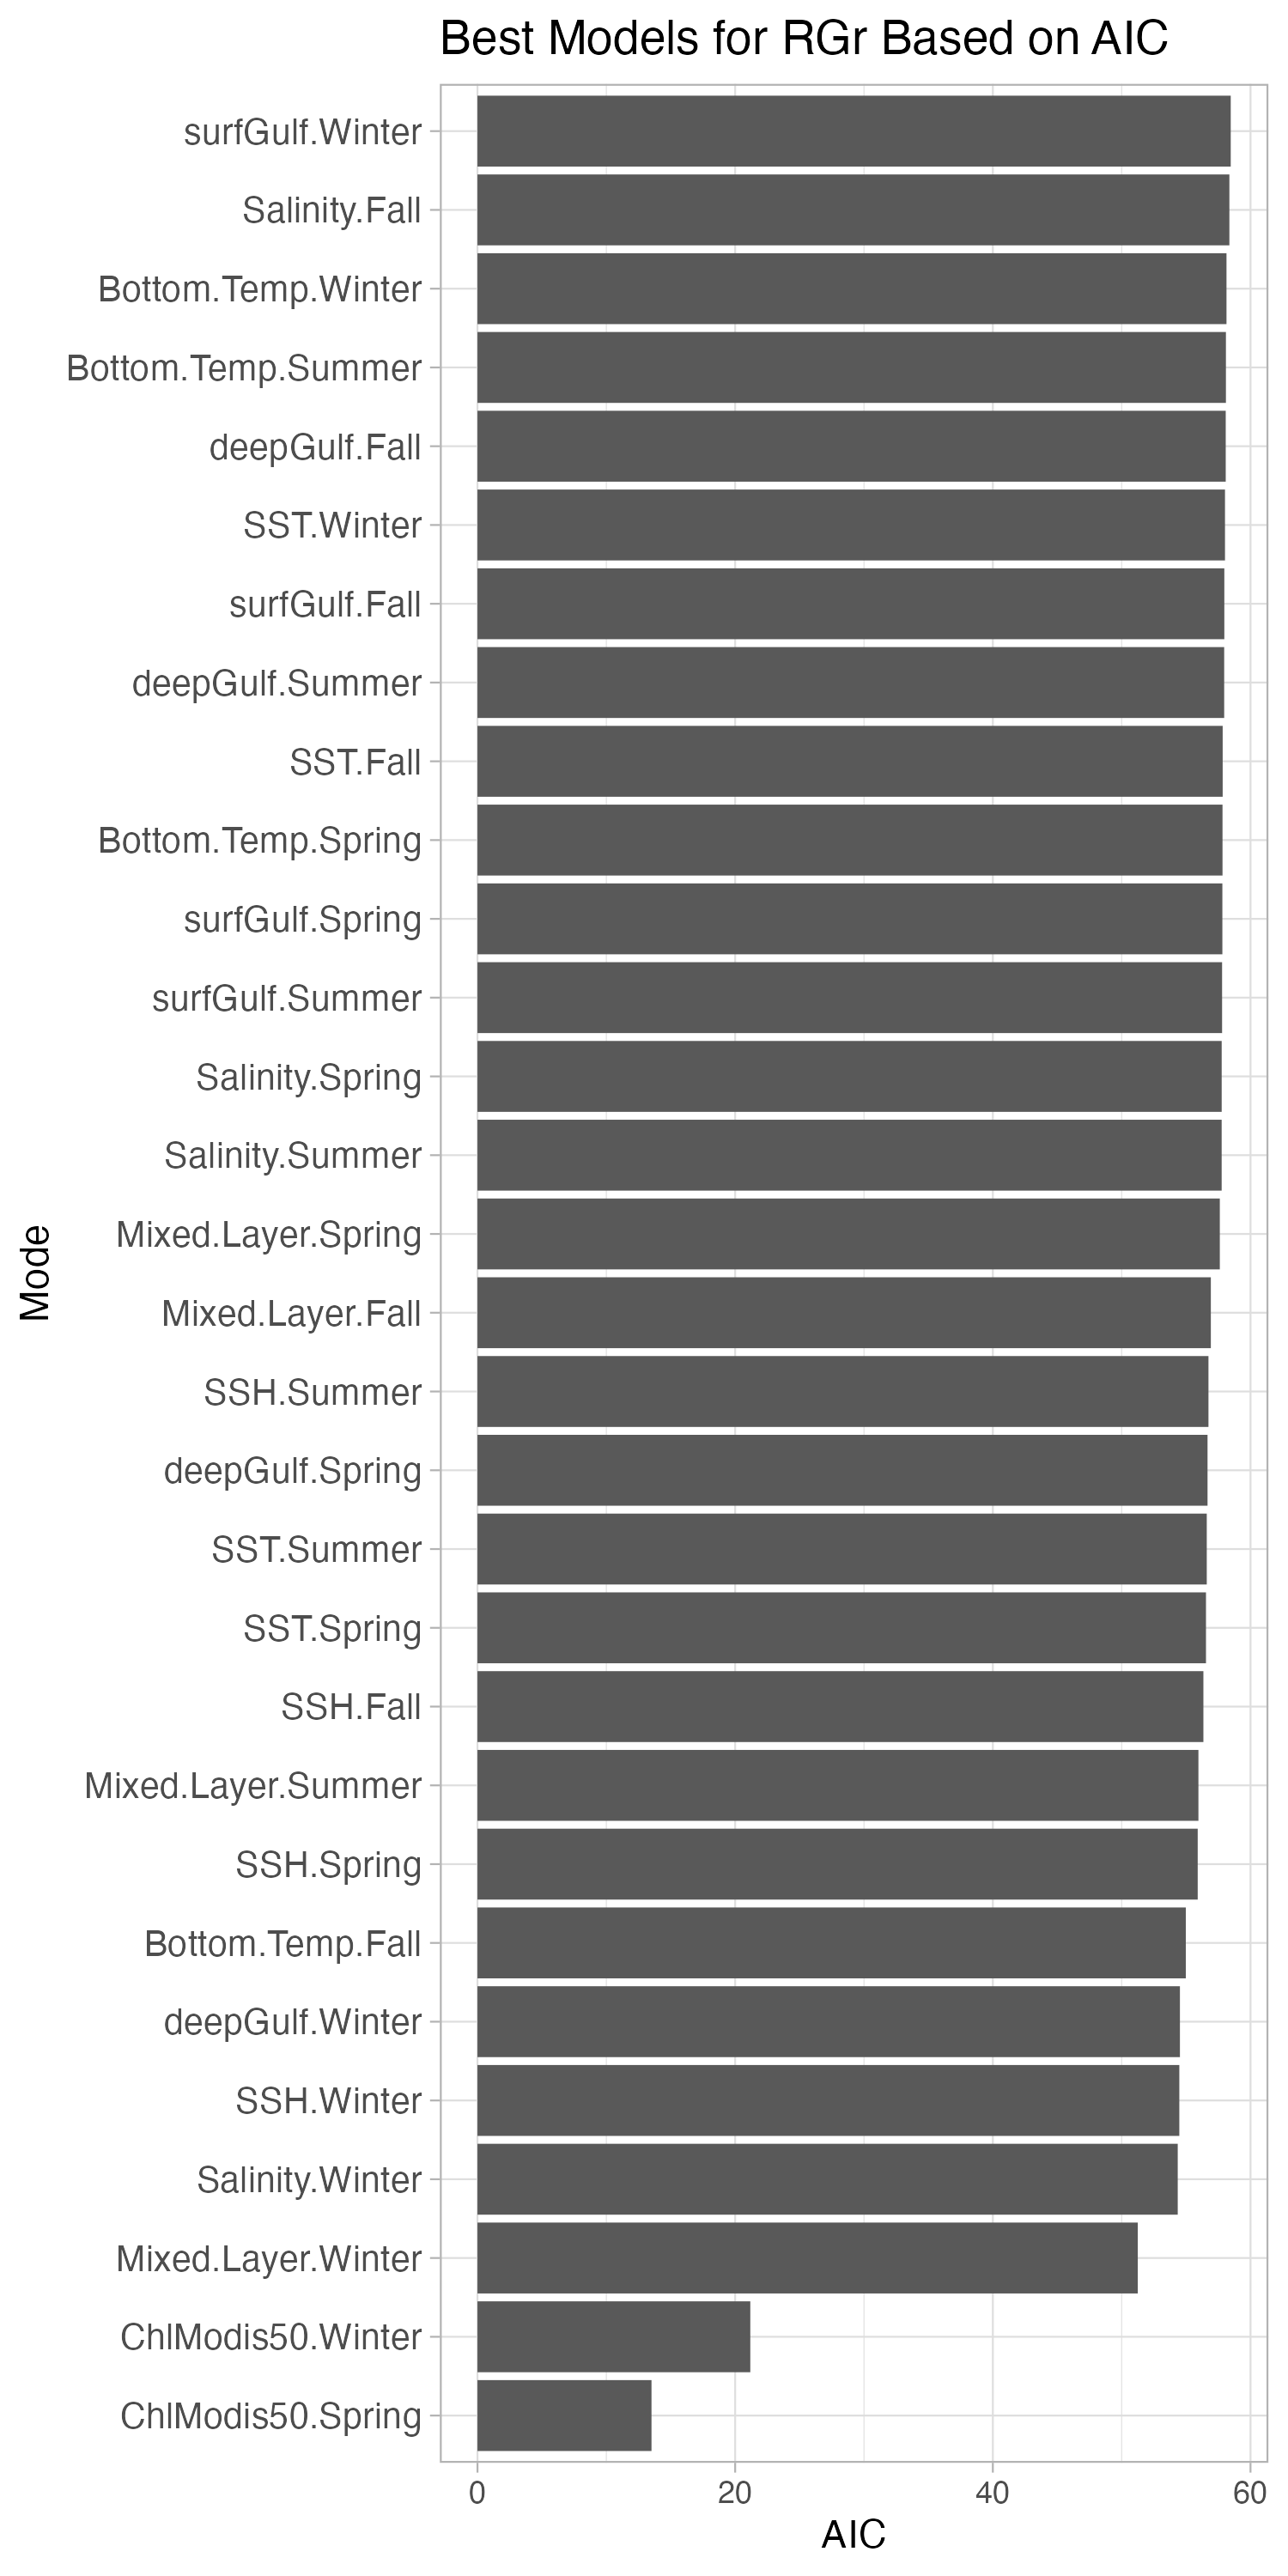 Best Models for RGr Based on AIC
surfGulf.Winter
Salinity.Fall
Bottom.Temp.Winter
Bottom.Temp.Summer
deepGulf.Fall
SST.Winter
surfGulf.Fall
deepGulf.Summer
SST.Fall
Bottom.Temp.Spring
surfGulf.Spring
surfGulf.Summer
Salinity.Spring
Salinity.Summer
Mixed.Layer.Spring
Mixed.Layer.Fall
SSH.Summer
deepGulf.Spring
SST.Summer
SST.Spring
SSH.Fall
Mixed.Layer.Summer
SSH.Spring
Bottom.Temp.Fall
deepGulf.Winter
SSH.Winter
Salinity.Winter
Mixed.Layer.Winter
ChlModis50.Winter
ChlModis50.Spring
Mode
0 20 40 60
AIC